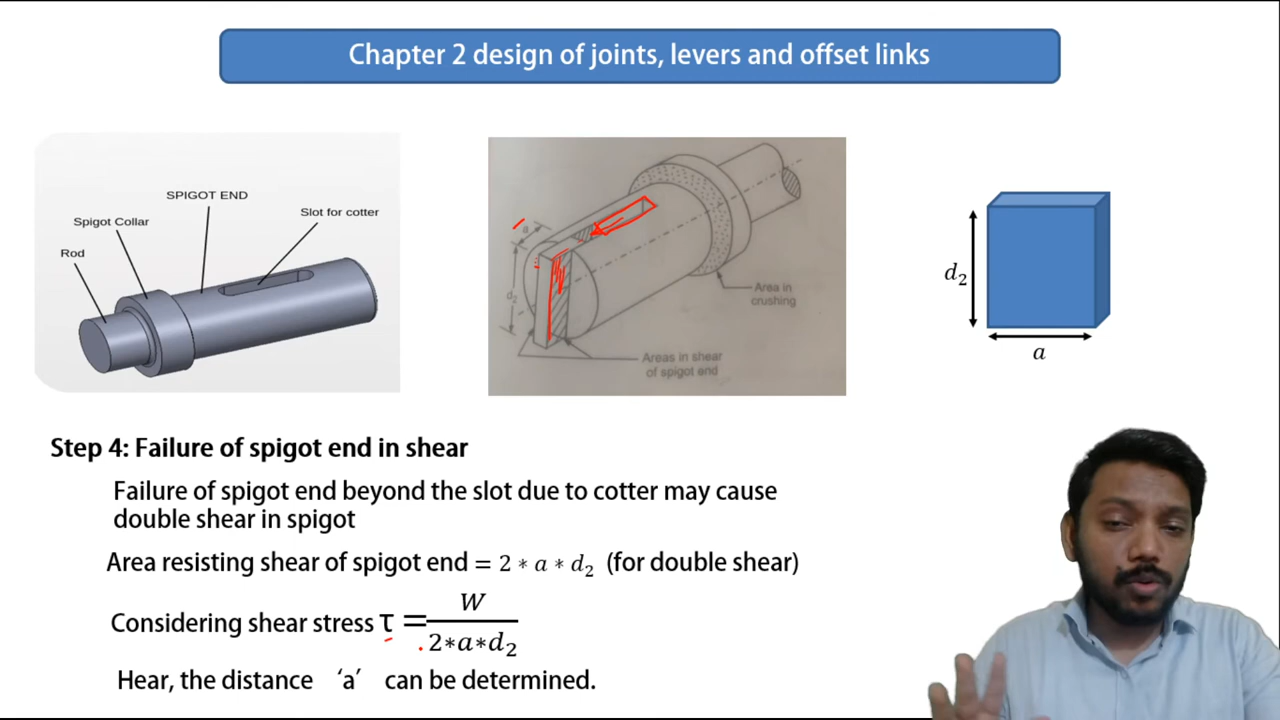 Chapter 2 design of joints, levers and offset links
SPIGOT END
Spigot Collar
Slot for cotter
Rod
a
d₂
Area in
crushing
Areas in shear
of spigot end
d₂
a
Step 4: Failure of spigot end in shear
Failure of spigot end beyond the slot due to cotter may cause
double shear in spigot
Area resisting shear of spigot end = 2 * a * d₂ (for double shear)
Considering shear stress τ = W / 2*a*d₂
Hear, the distance ‘a’ can be determined.